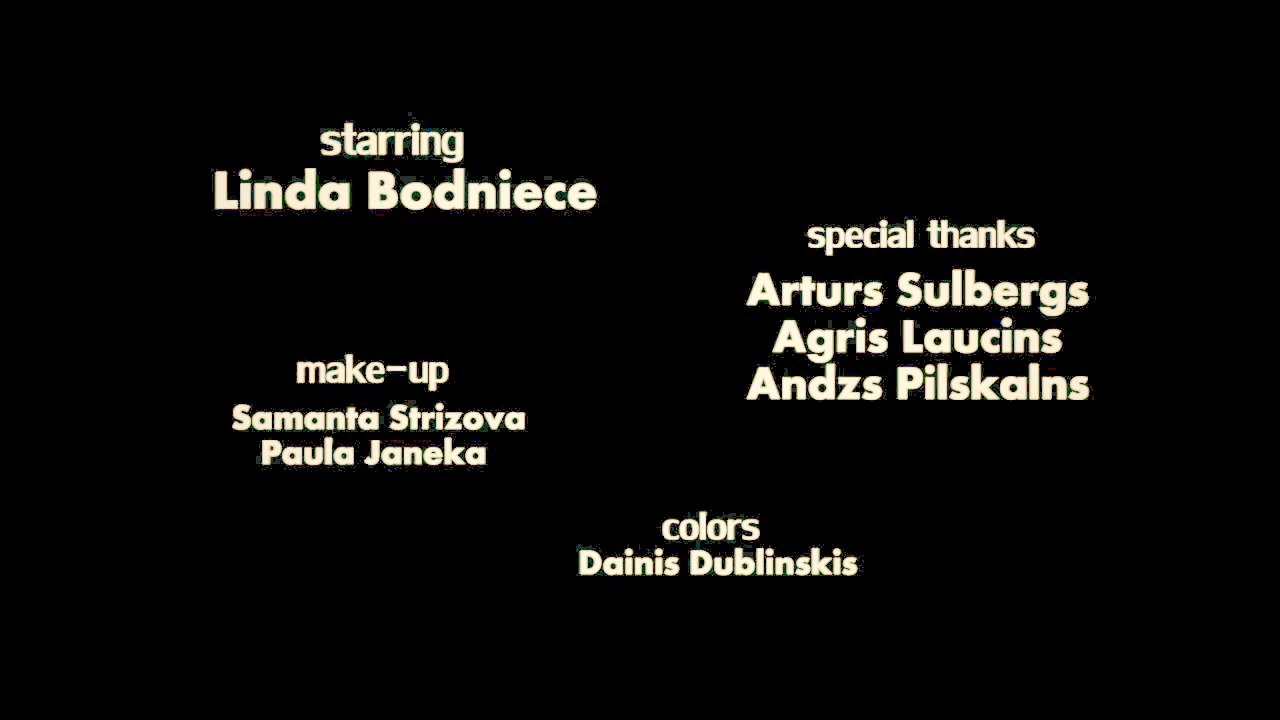 starring
Linda Bodniece
special thanks
Arturs Sulbergs
Agris Laucins
Andzs Pilskalns
make-up
Samanta Strizova
Paula Janeka
colors
Dainis Dublinskis